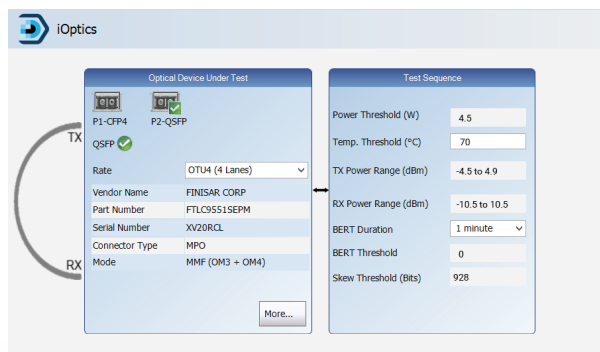 iOptics
Optical Device Under Test
P1-CFP4 P2-QSFP
TX
QSFP
Rate OTU4 (4 Lanes)
Vendor Name FINISAR CORP
Part Number FTLC9551SEPM
Serial Number XV20RCL
Connector Type MPO
RX
Mode MMF (OM3 + OM4)
More...
Test Sequence
Power Threshold (W) 4.5
Temp. Threshold (°C) 70
TX Power Range (dBm) -4.5 to 4.9
RX Power Range (dBm) -10.5 to 10.5
BERT Duration 1 minute
BERT Threshold 0
Skew Threshold (Bits) 928